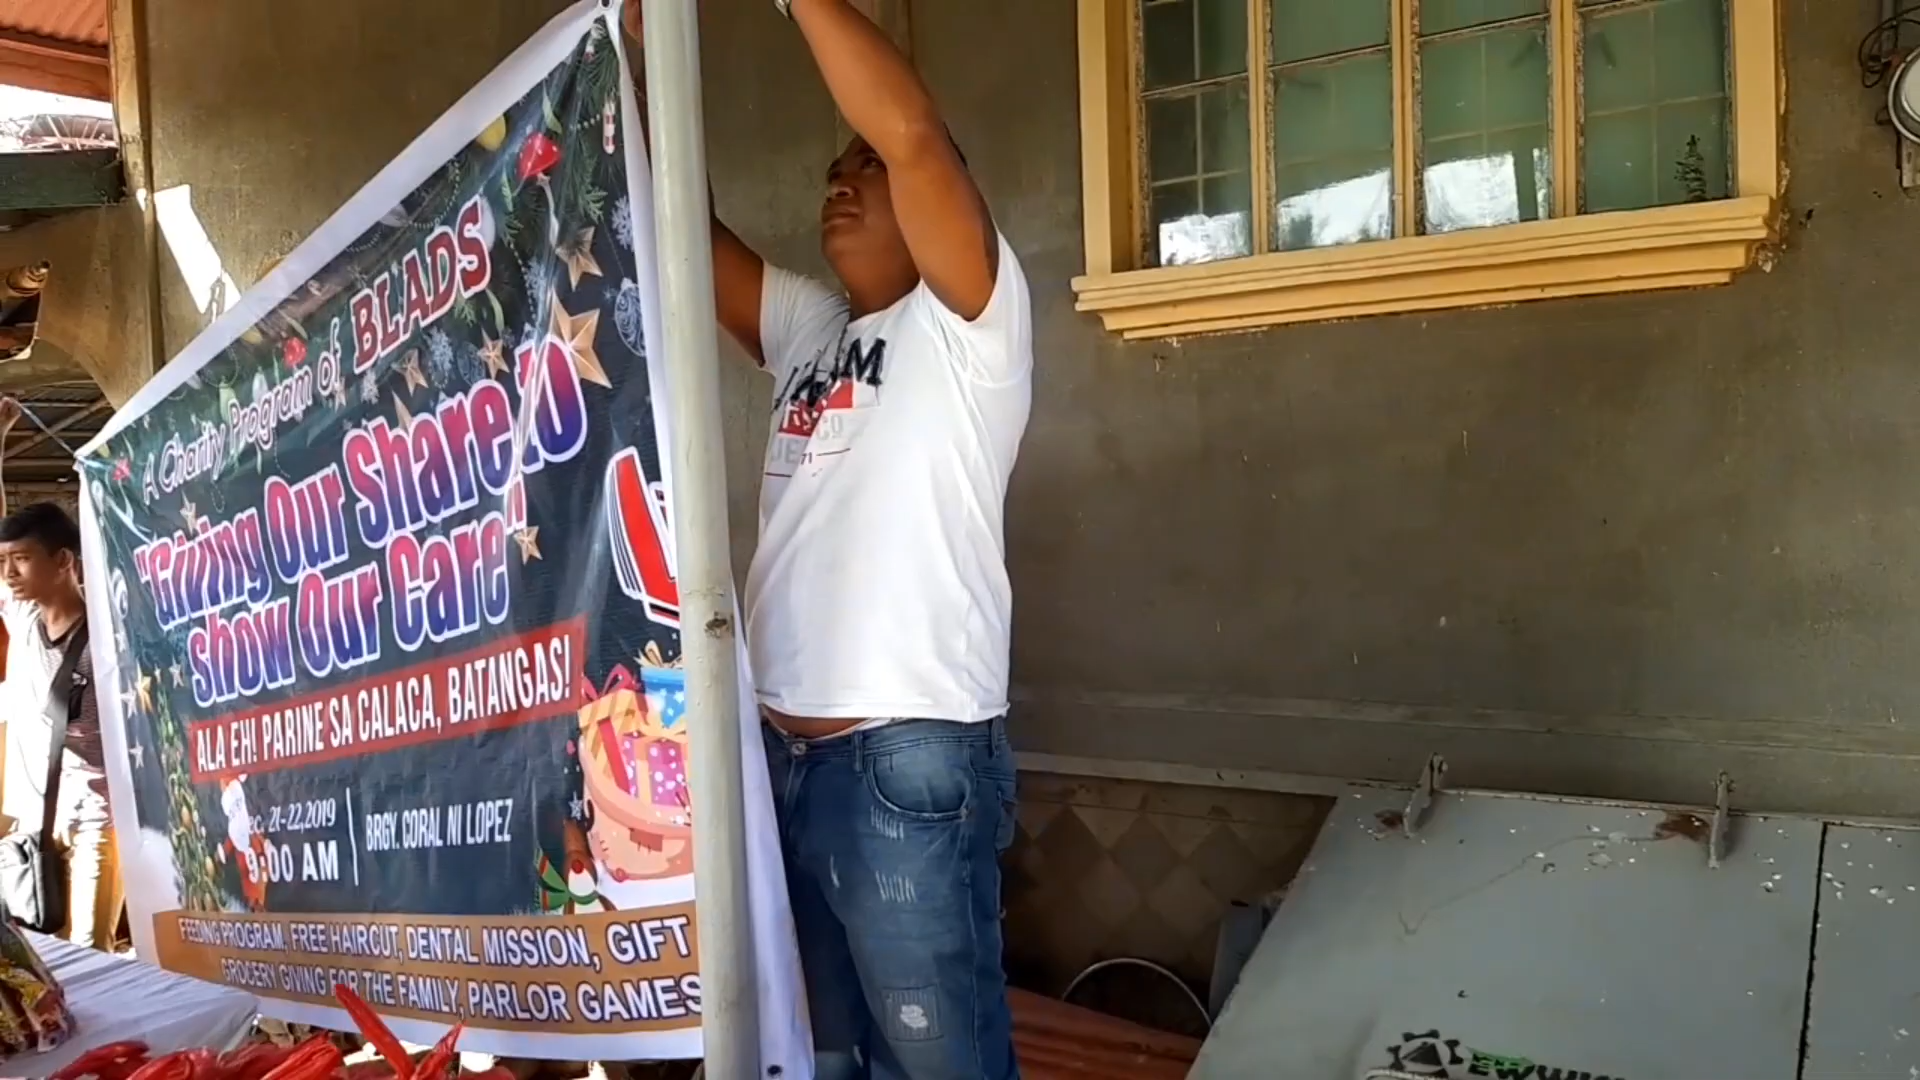 A Charity Program of BLADS
"Giving Our Share to
show Our Care"
ALA EH! PARINE SA CALACA, BATANGAS!
ec. 21-22,2019
9:00 AM
BRGY. CORAL NI LOPEZ
FEEDING PROGRAM, FREE HAIRCUT, DENTAL MISSION, GIFT
GROCERY GIVING FOR THE FAMILY, PARLOR GAMES
71